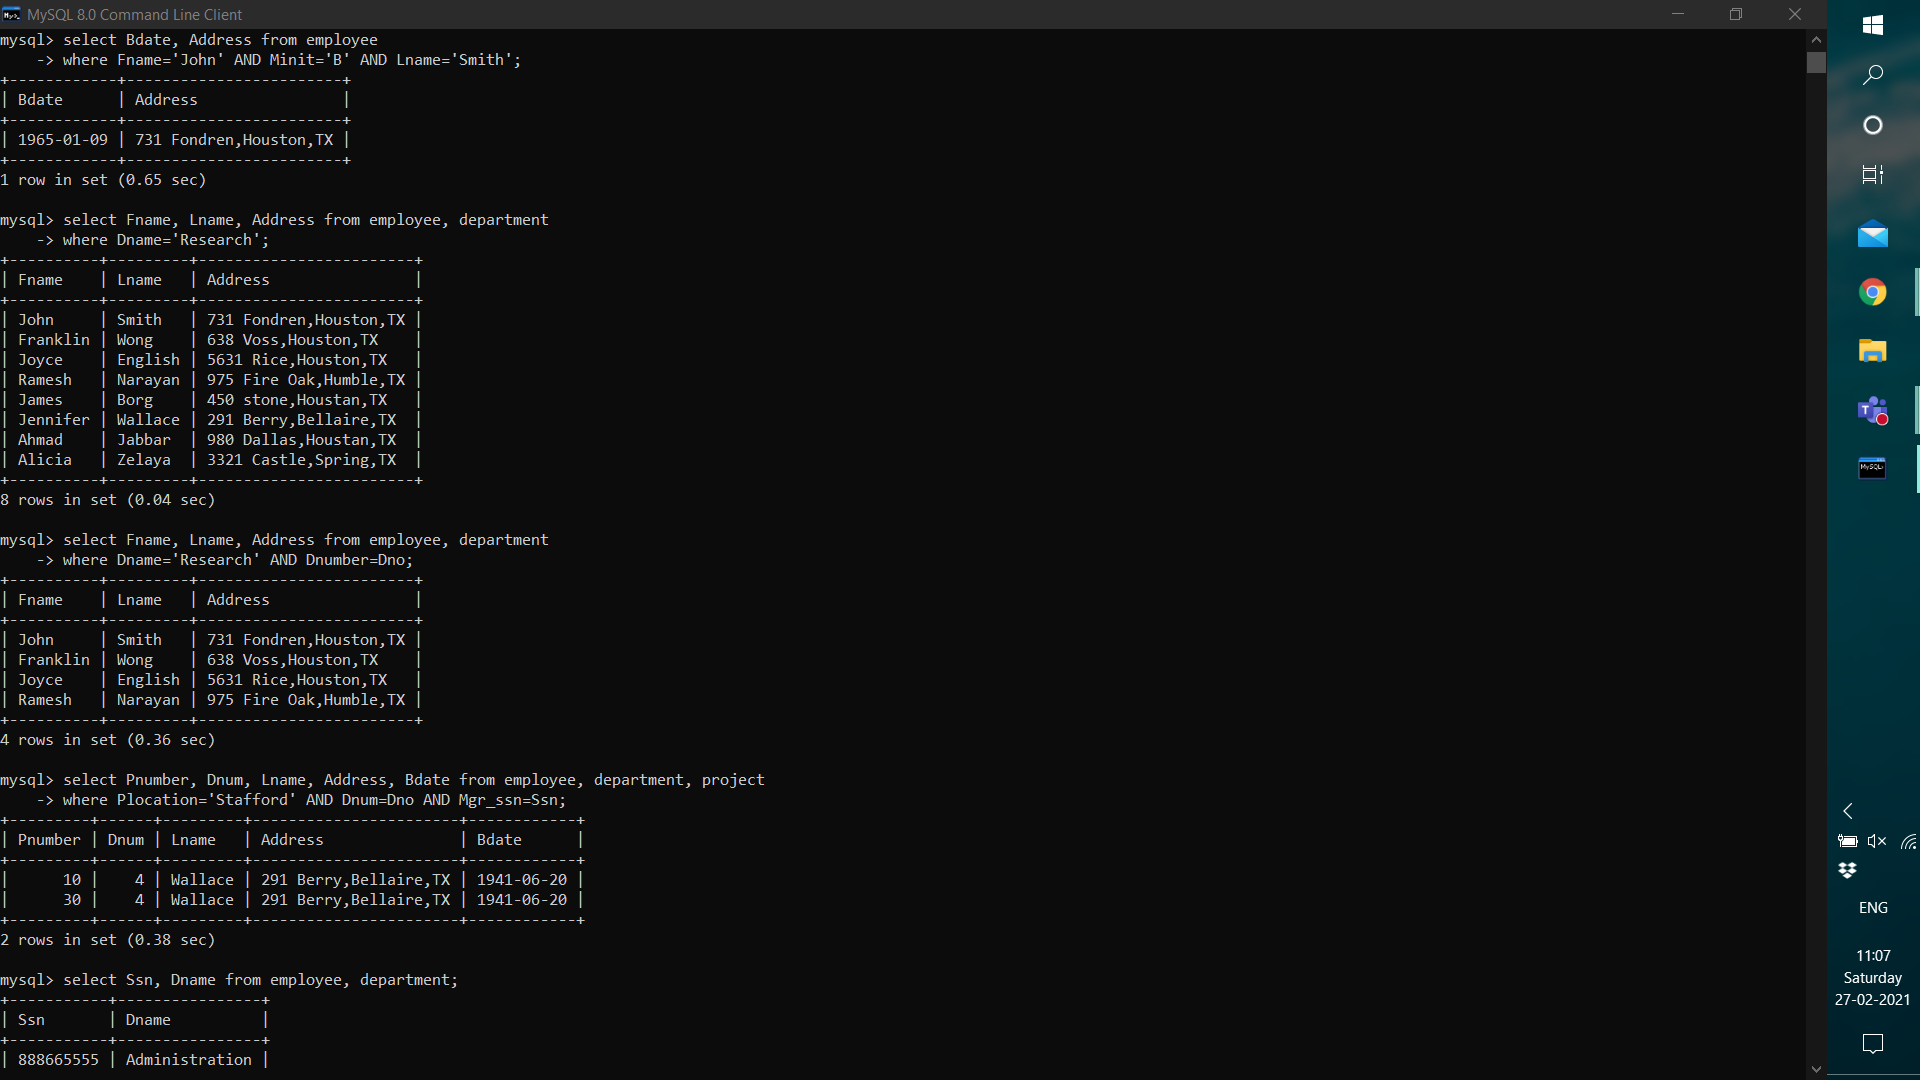 MySQL 8.0 Command Line Client
mysql> select Bdate, Address from employee
    -> where Fname='John' AND Minit='B' AND Lname='Smith';
+------------+------------------------+
| Bdate      | Address                |
+------------+------------------------+
| 1965-01-09 | 731 Fondren,Houston,TX |
+------------+------------------------+
1 row in set (0.65 sec)

mysql> select Fname, Lname, Address from employee, department
    -> where Dname='Research';
+----------+---------+------------------------+
| Fname    | Lname   | Address                |
+----------+---------+------------------------+
| John     | Smith   | 731 Fondren,Houston,TX |
| Franklin | Wong    | 638 Voss,Houston,TX    |
| Joyce    | English | 5631 Rice,Houston,TX   |
| Ramesh   | Narayan | 975 Fire Oak,Humble,TX |
| James    | Borg    | 450 stone,Houstan,TX   |
| Jennifer | Wallace | 291 Berry,Bellaire,TX  |
| Ahmad    | Jabbar  | 980 Dallas,Houstan,TX  |
| Alicia   | Zelaya  | 3321 Castle,Spring,TX  |
+----------+---------+------------------------+
8 rows in set (0.04 sec)

mysql> select Fname, Lname, Address from employee, department
    -> where Dname='Research' AND Dnumber=Dno;
+----------+---------+------------------------+
| Fname    | Lname   | Address                |
+----------+---------+------------------------+
| John     | Smith   | 731 Fondren,Houston,TX |
| Franklin | Wong    | 638 Voss,Houston,TX    |
| Joyce    | English | 5631 Rice,Houston,TX   |
| Ramesh   | Narayan | 975 Fire Oak,Humble,TX |
+----------+---------+------------------------+
4 rows in set (0.36 sec)

mysql> select Pnumber, Dnum, Lname, Address, Bdate from employee, department, project
    -> where Plocation='Stafford' AND Dnum=Dno AND Mgr_ssn=Ssn;
+---------+------+---------+-----------------------+------------+
| Pnumber | Dnum | Lname   | Address               | Bdate      |
+---------+------+---------+-----------------------+------------+
|      10 |    4 | Wallace | 291 Berry,Bellaire,TX | 1941-06-20 |
|      30 |    4 | Wallace | 291 Berry,Bellaire,TX | 1941-06-20 |
+---------+------+---------+-----------------------+------------+
2 rows in set (0.38 sec)

mysql> select Ssn, Dname from employee, department;
+-----------+----------------+
| Ssn       | Dname          |
+-----------+----------------+
| 888665555 | Administration |
ENG
11:07
Saturday
27-02-2021